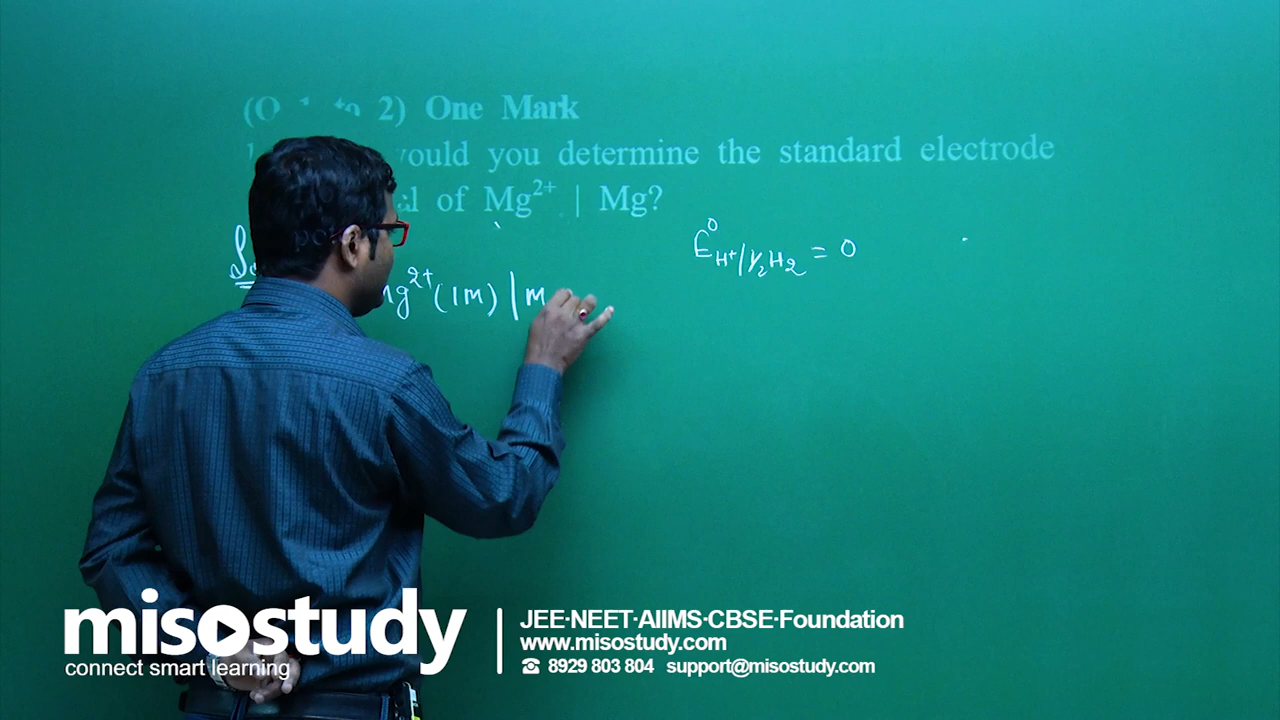 (Q 1 to 2) One Mark
would you determine the standard electrode
of Mg²⁺ | Mg?
E⁰H⁺/½H₂ = 0
Mg²⁺ (1M) | M
misostudy
connect smart learning
JEE·NEET·AIIMS·CBSE·Foundation
www.misostudy.com
8929 803 804 support@misostudy.com